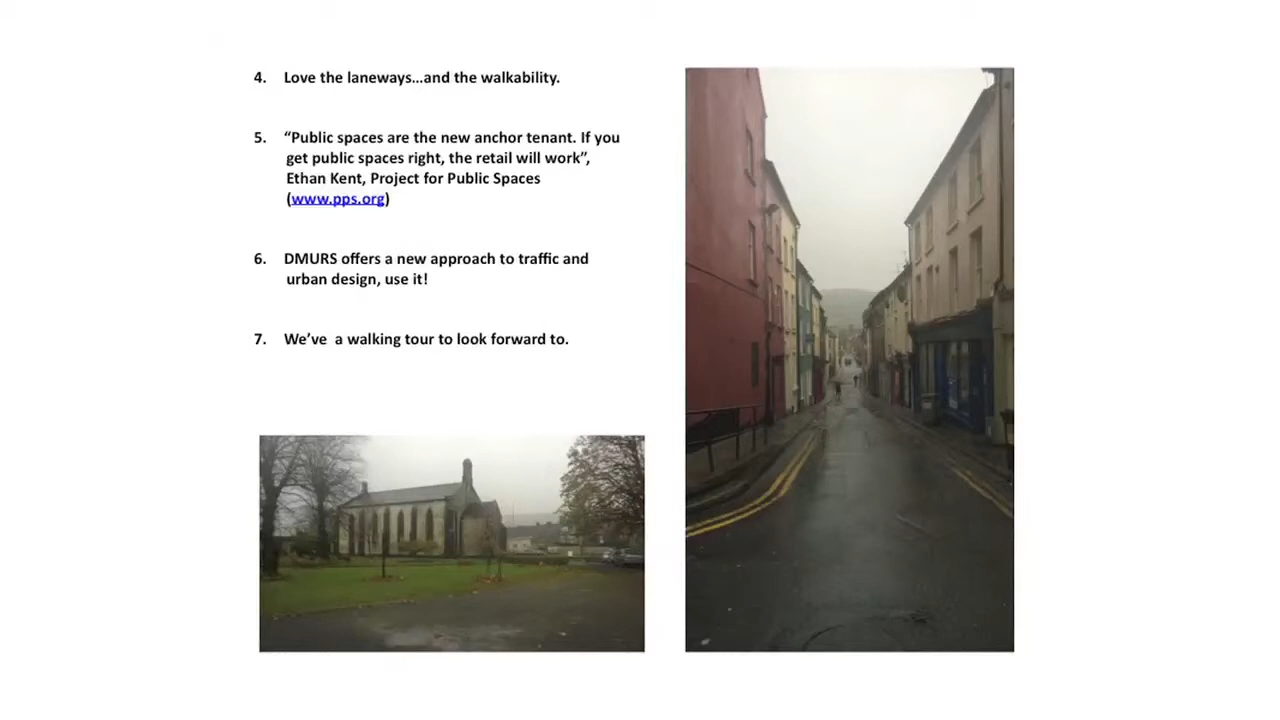 4. Love the laneways...and the walkability.
5. “Public spaces are the new anchor tenant. If you
get public spaces right, the retail will work”,
Ethan Kent, Project for Public Spaces
(www.pps.org)
6. DMURS offers a new approach to traffic and
urban design, use it!
7. We’ve a walking tour to look forward to.